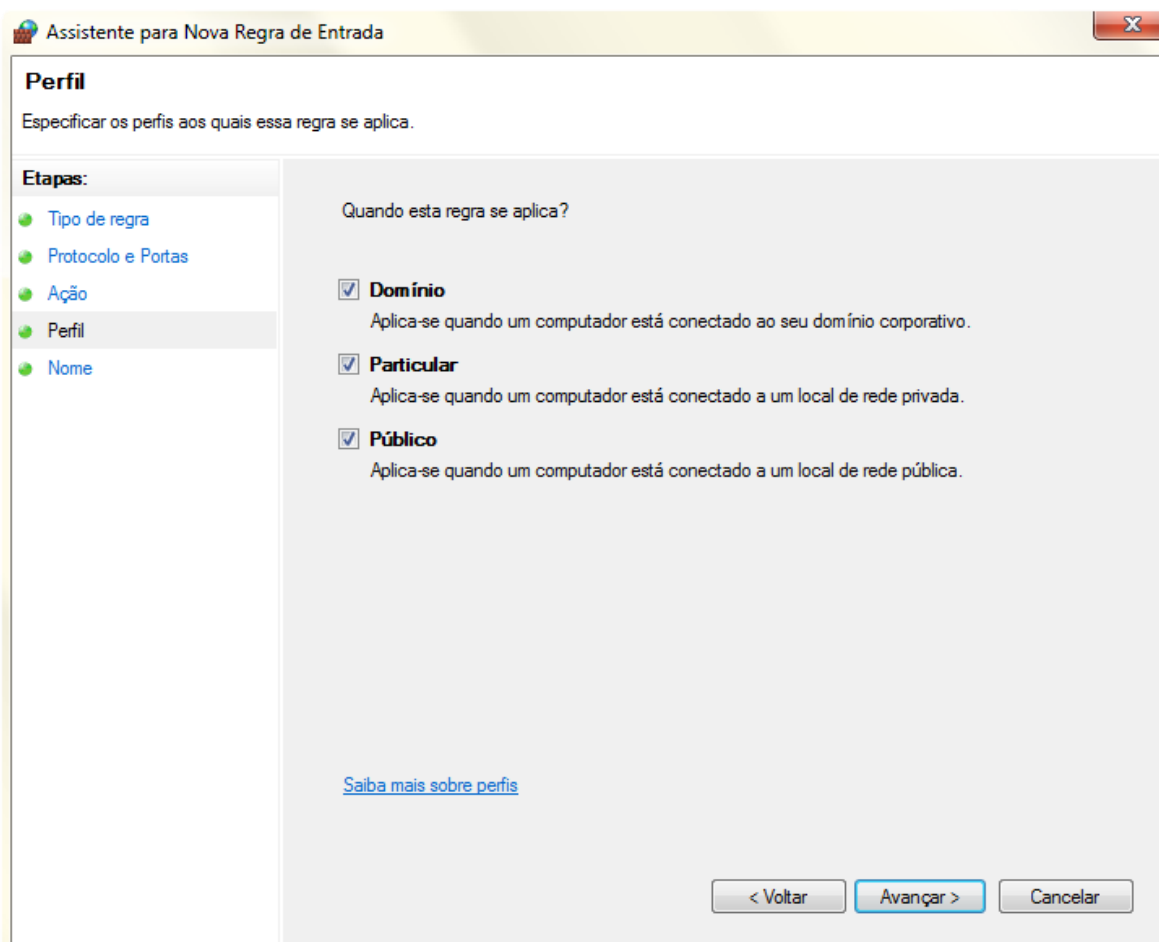 Assistente para Nova Regra de Entrada
Perfil
Especificar os perfis aos quais essa regra se aplica.
Etapas:
Tipo de regra
Protocolo e Portas
Ação
Perfil
Nome
Quando esta regra se aplica?
Domínio
Aplica-se quando um computador está conectado ao seu domínio corporativo.
Particular
Aplica-se quando um computador está conectado a um local de rede privada.
Público
Aplica-se quando um computador está conectado a um local de rede pública.
Saiba mais sobre perfis
< Voltar Avançar > Cancelar